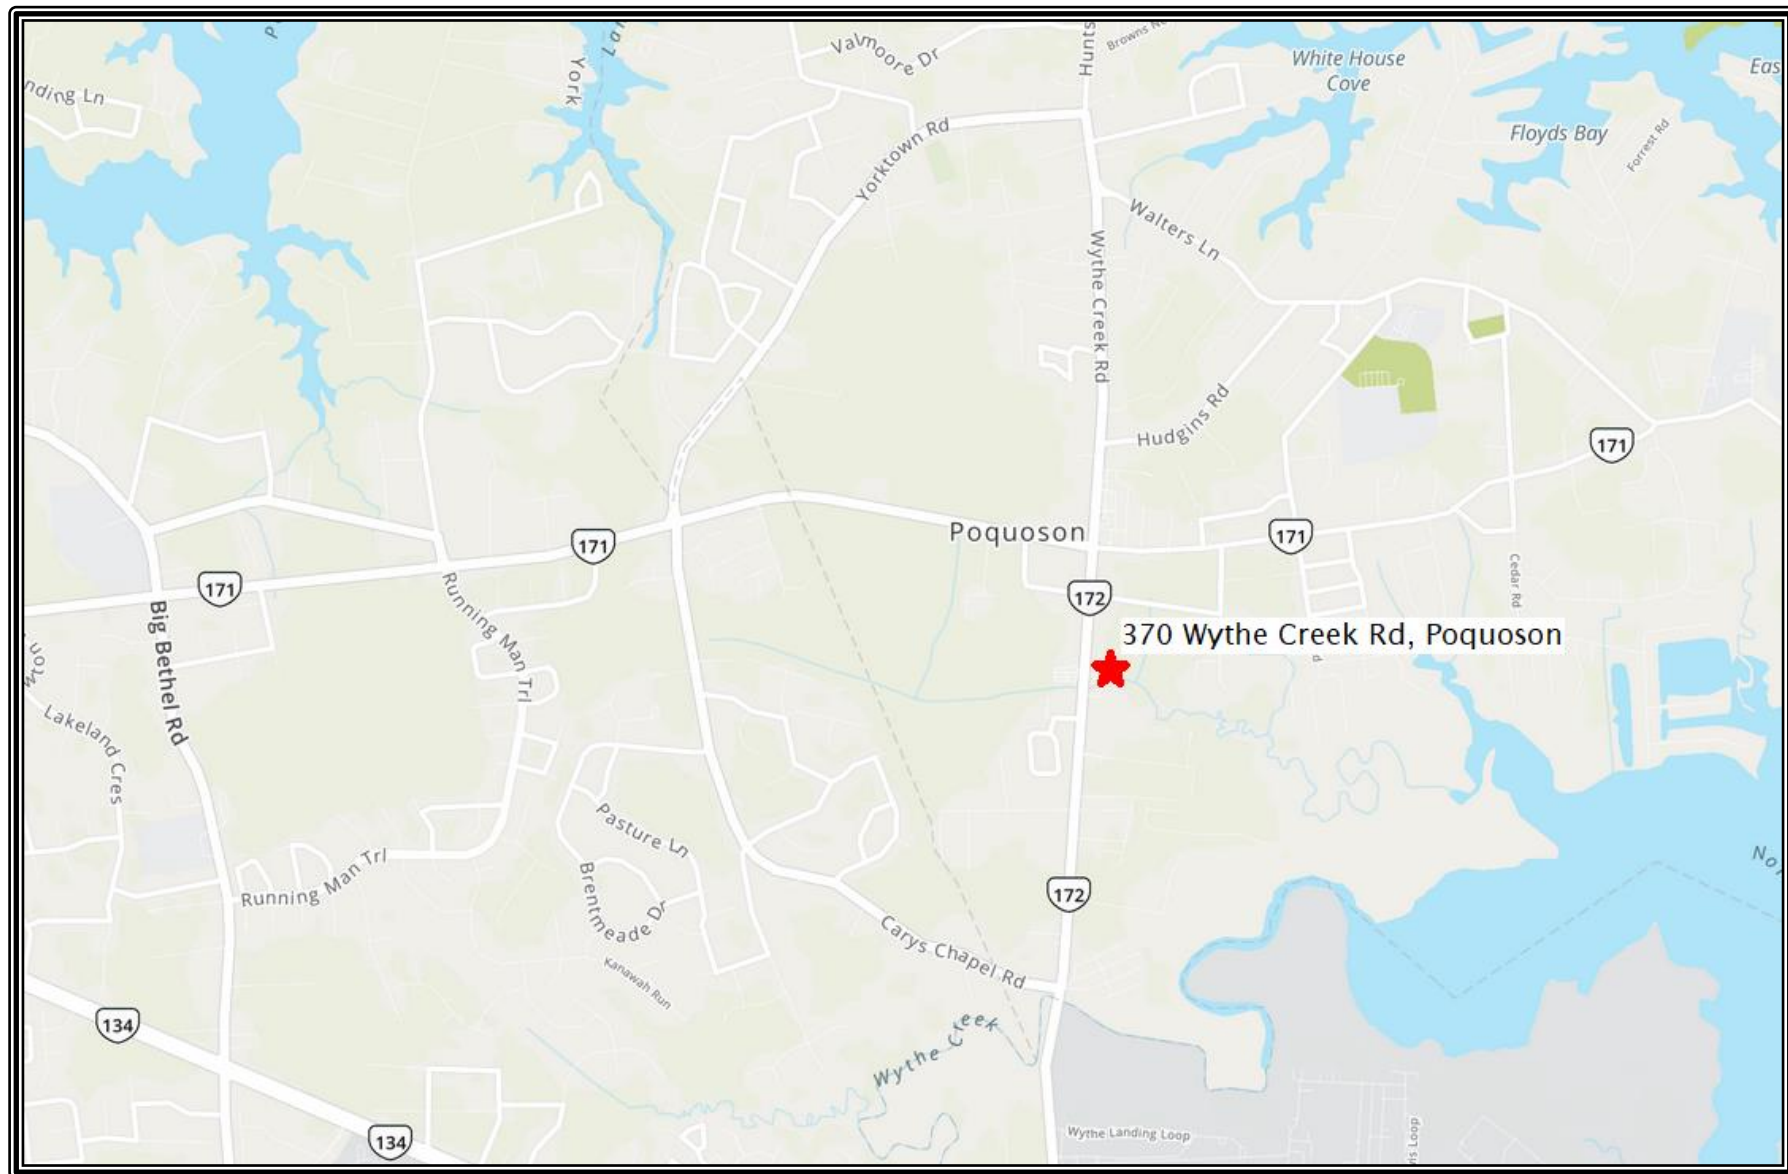 Valmoore Dr
Browns
White House
Cove
York
Floyds Bay
Forrest Rd
Yorktown Rd
Walters Ln
Wythe Creek Rd
Hudgins Rd
171
Poquoson
171
171
172
171
Cedar Rd
Running Man Trl
Big Bethel Rd
370 Wythe Creek Rd, Poquoson
Lakeland Cres
Pasture Ln
Running Man Trl
Brentmeade Dr
172
Carys Chapel Rd
Kanawah Run
134
Wythe Creek
134
Wythe Landing Loop
Loop